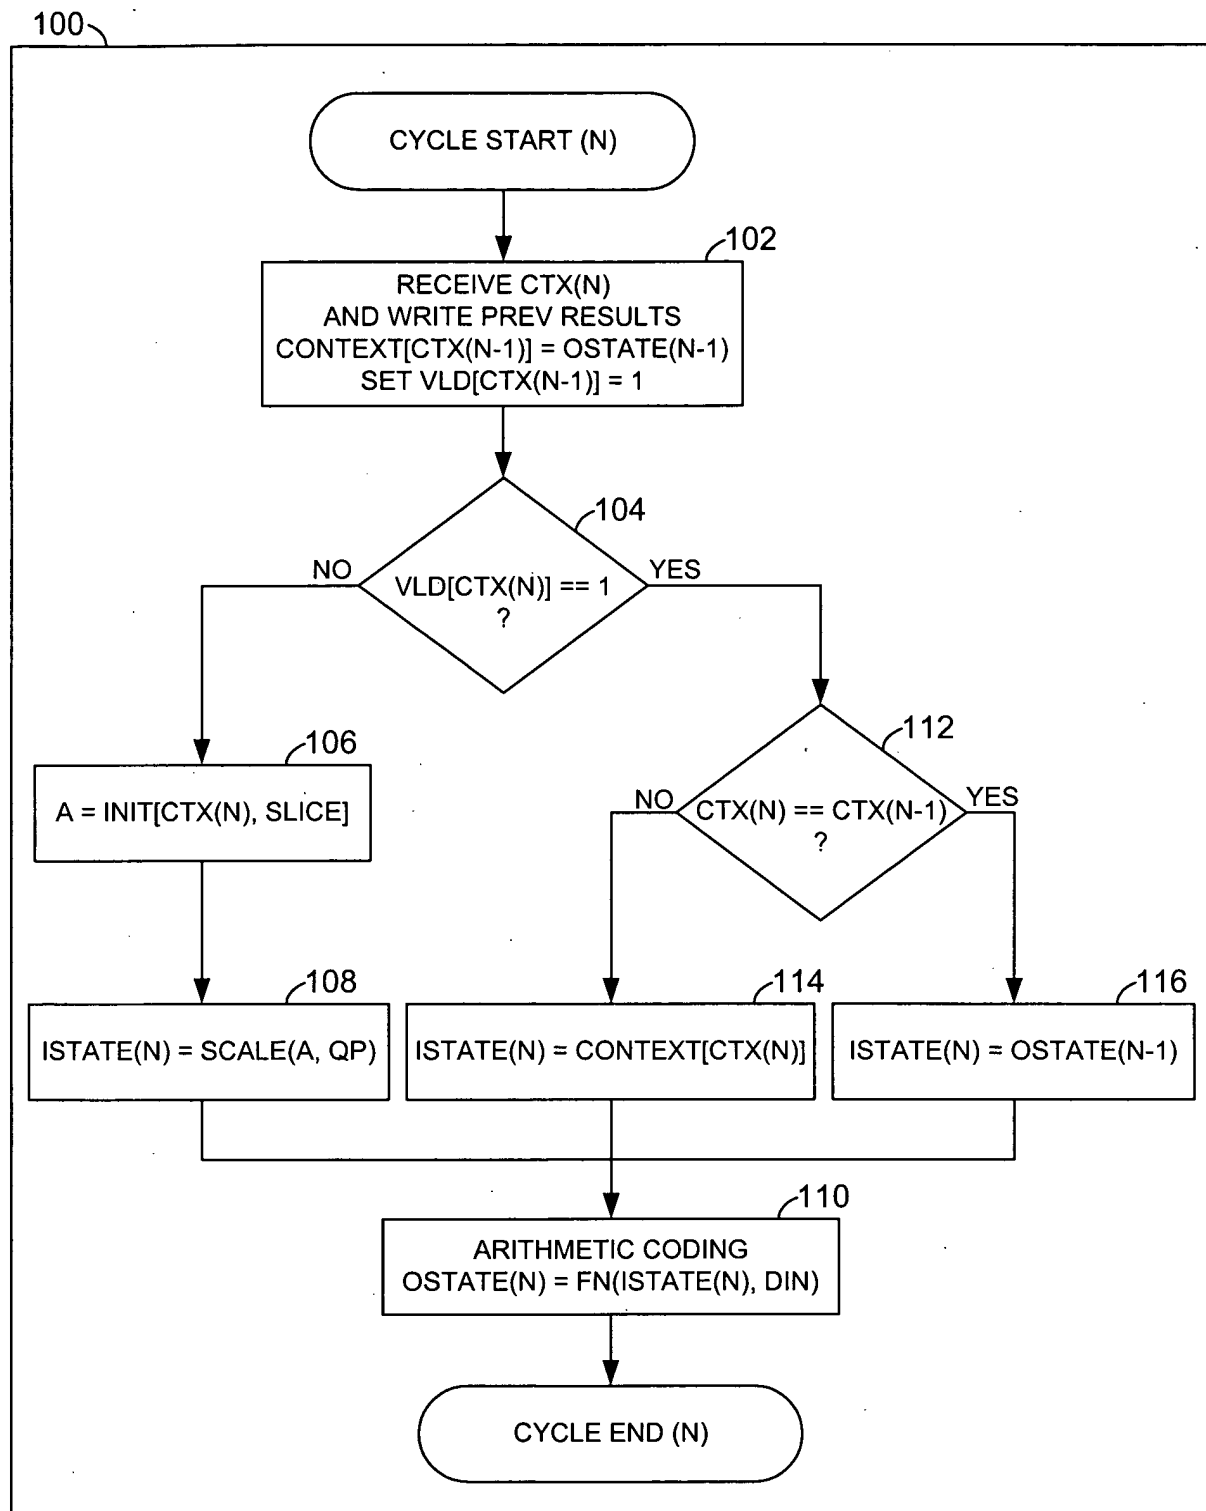 100
CYCLE START (N)
102
RECEIVE CTX(N)
AND WRITE PREV RESULTS
CONTEXT[CTX(N-1)] = OSTATE(N-1)
SET VLD[CTX(N-1)] = 1
104
NO
YES
VLD[CTX(N)] == 1
?
106
A = INIT[CTX(N), SLICE]
112
NO
YES
CTX(N) == CTX(N-1)
?
108
ISTATE(N) = SCALE(A, QP)
114
ISTATE(N) = CONTEXT[CTX(N)]
116
ISTATE(N) = OSTATE(N-1)
110
ARITHMETIC CODING
OSTATE(N) = FN(ISTATE(N), DIN)
CYCLE END (N)